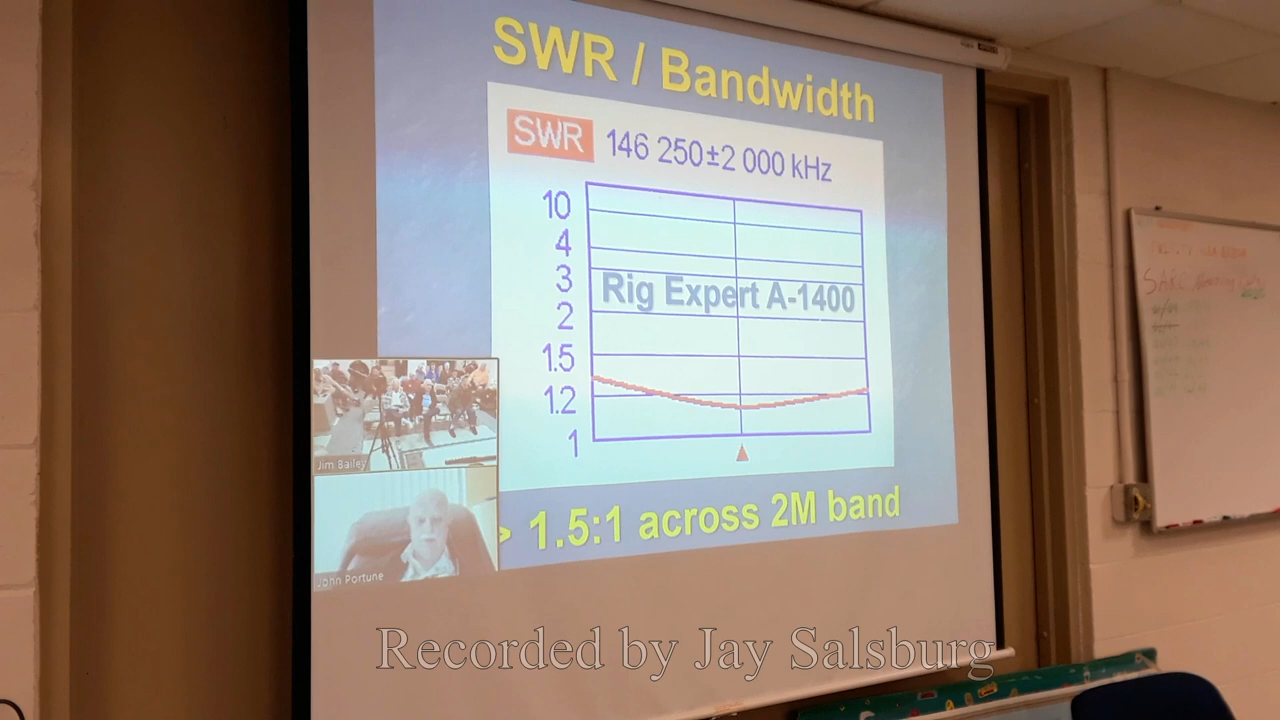 SWR / Bandwidth
SWR 146 250±2 000 kHz
10
4
3
2
1.5
1.2
1
Rig Expert A-1400
> 1.5:1 across 2M band
Jim Bailey
John Portune
SARC
Recorded by Jay Salsburg